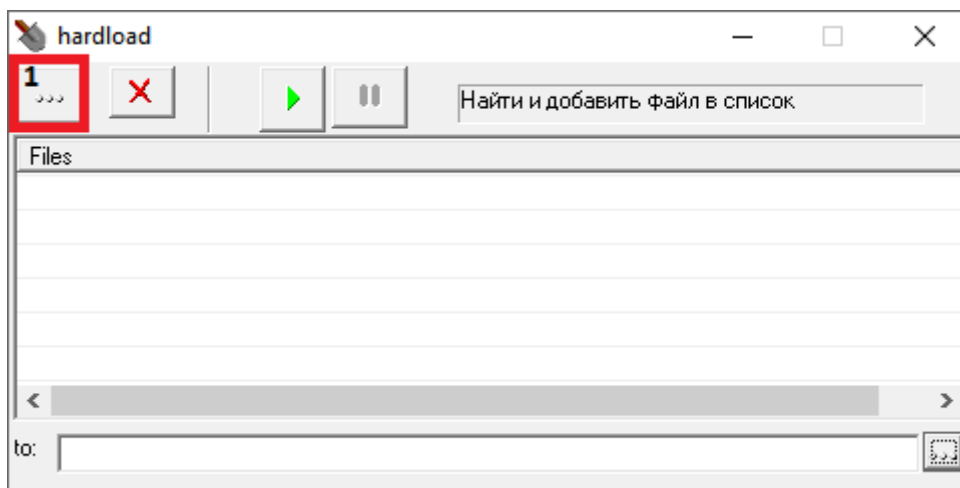 hardload
1
...
Найти и добавить файл в список
Files
to:
...